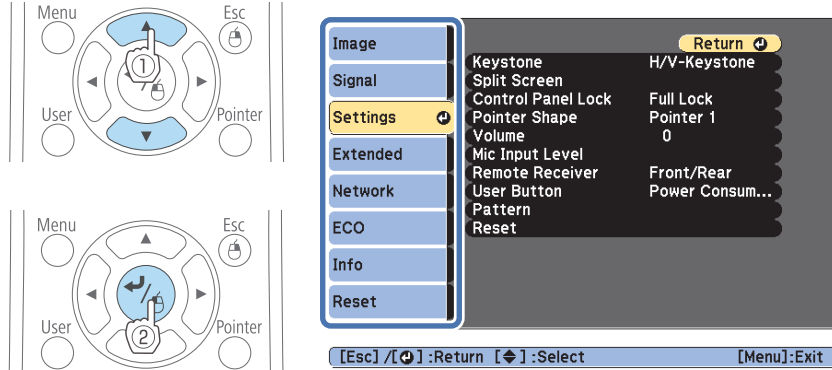 Menu
Esc
①
User
Pointer
Menu
Esc
User
②
Pointer
Image
Signal
Settings
Extended
Network
ECO
Info
Reset
Return
Keystone H/V-Keystone
Split Screen
Control Panel Lock Full Lock
Pointer Shape Pointer 1
Volume 0
Mic Input Level
Remote Receiver Front/Rear
User Button Power Consum...
Pattern
Reset
[Esc] /[ ] :Return [ ] :Select [Menu]:Exit